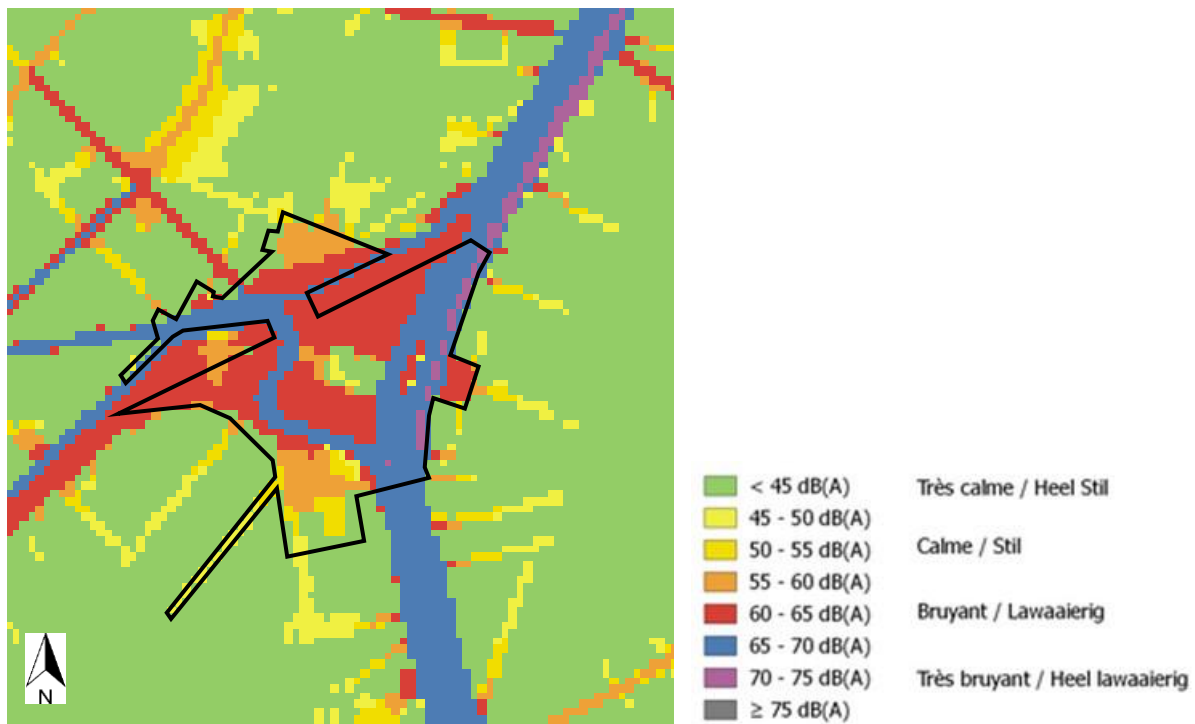 N
< 45 dB(A) Très calme / Heel Stil
45 - 50 dB(A)
50 - 55 dB(A) Calme / Stil
55 - 60 dB(A)
60 - 65 dB(A) Bruyant / Lawaaierig
65 - 70 dB(A)
70 - 75 dB(A) Très bruyant / Heel lawaaierig
≥ 75 dB(A)